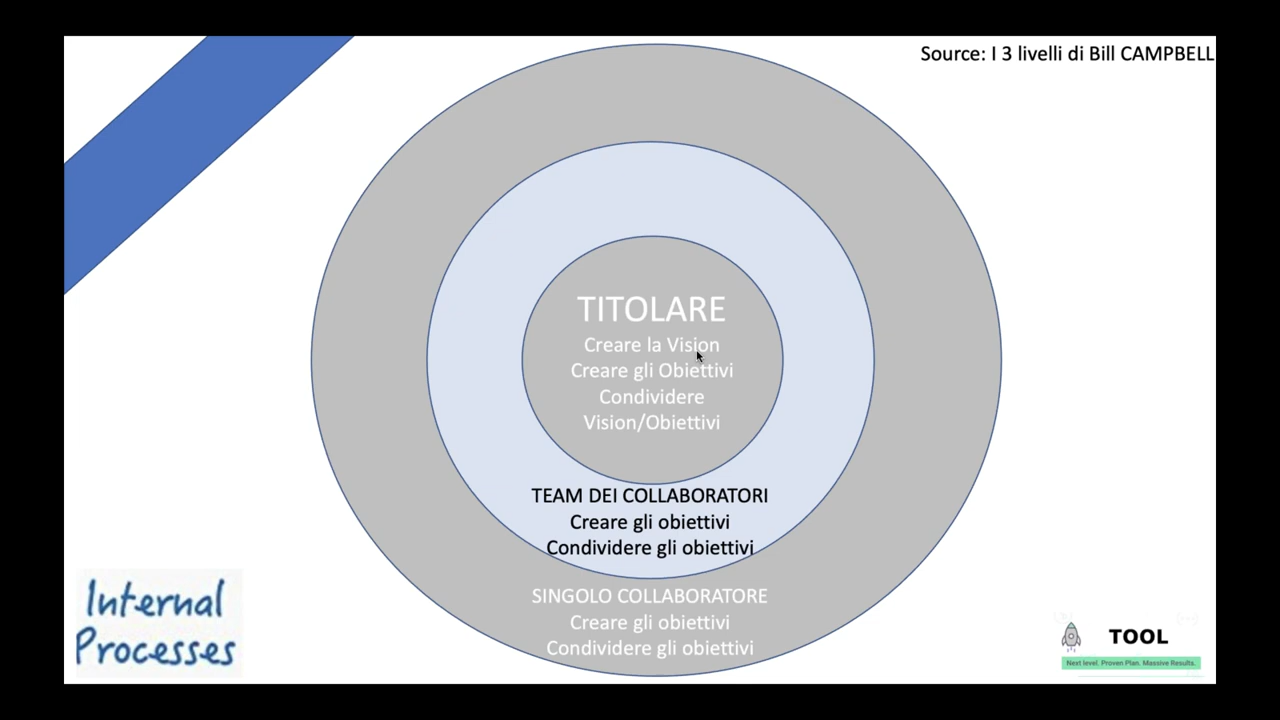 Source: I 3 livelli di Bill CAMPBELL
TITOLARE
Creare la Vision
Creare gli Obiettivi
Condividere
Vision/Obiettivi
TEAM DEI COLLABORATORI
Creare gli obiettivi
Condividere gli obiettivi
SINGOLO COLLABORATORE
Creare gli obiettivi
Condividere gli obiettivi
Internal
Processes
TOOL
Next level. Proven Plan. Massive Results.